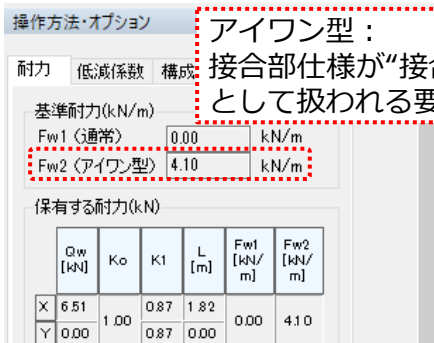 操作方法・オプション
アイワン型：
接合部仕様が“接合
として扱われる要
耐力 低減係数 構成
基準耐力(kN/m)
Fw1（通常） 0.00 kN/m
Fw2（アイワン型） 4.10 kN/m
保有する耐力(kN)
Qw [kN] Ko K1 L [m] Fw1 [kN/m] Fw2 [kN/m]
X 6.51 1.00 0.87 1.82 0.00 4.10
Y 0.00 0.87 0.00